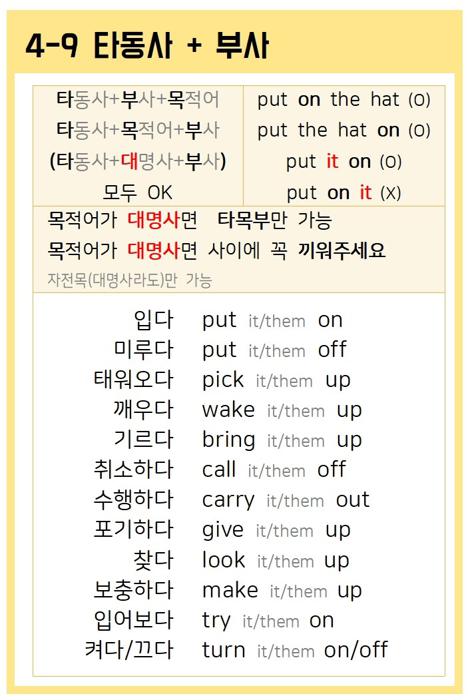 4-9 타동사 + 부사
타동사+부사+목적어 put on the hat (O)
타동사+목적어+부사 put the hat on (O)
(타동사+대명사+부사) put it on (O)
모두 OK put on it (X)
목적어가 대명사면 타목부만 가능
목적어가 대명사면 사이에 꼭 끼워주세요
자전목(대명사라도)만 가능
입다 put it/them on
미루다 put it/them off
태워오다 pick it/them up
깨우다 wake it/them up
기르다 bring it/them up
취소하다 call it/them off
수행하다 carry it/them out
포기하다 give it/them up
찾다 look it/them up
보충하다 make it/them up
입어보다 try it/them on
켜다/끄다 turn it/them on/off